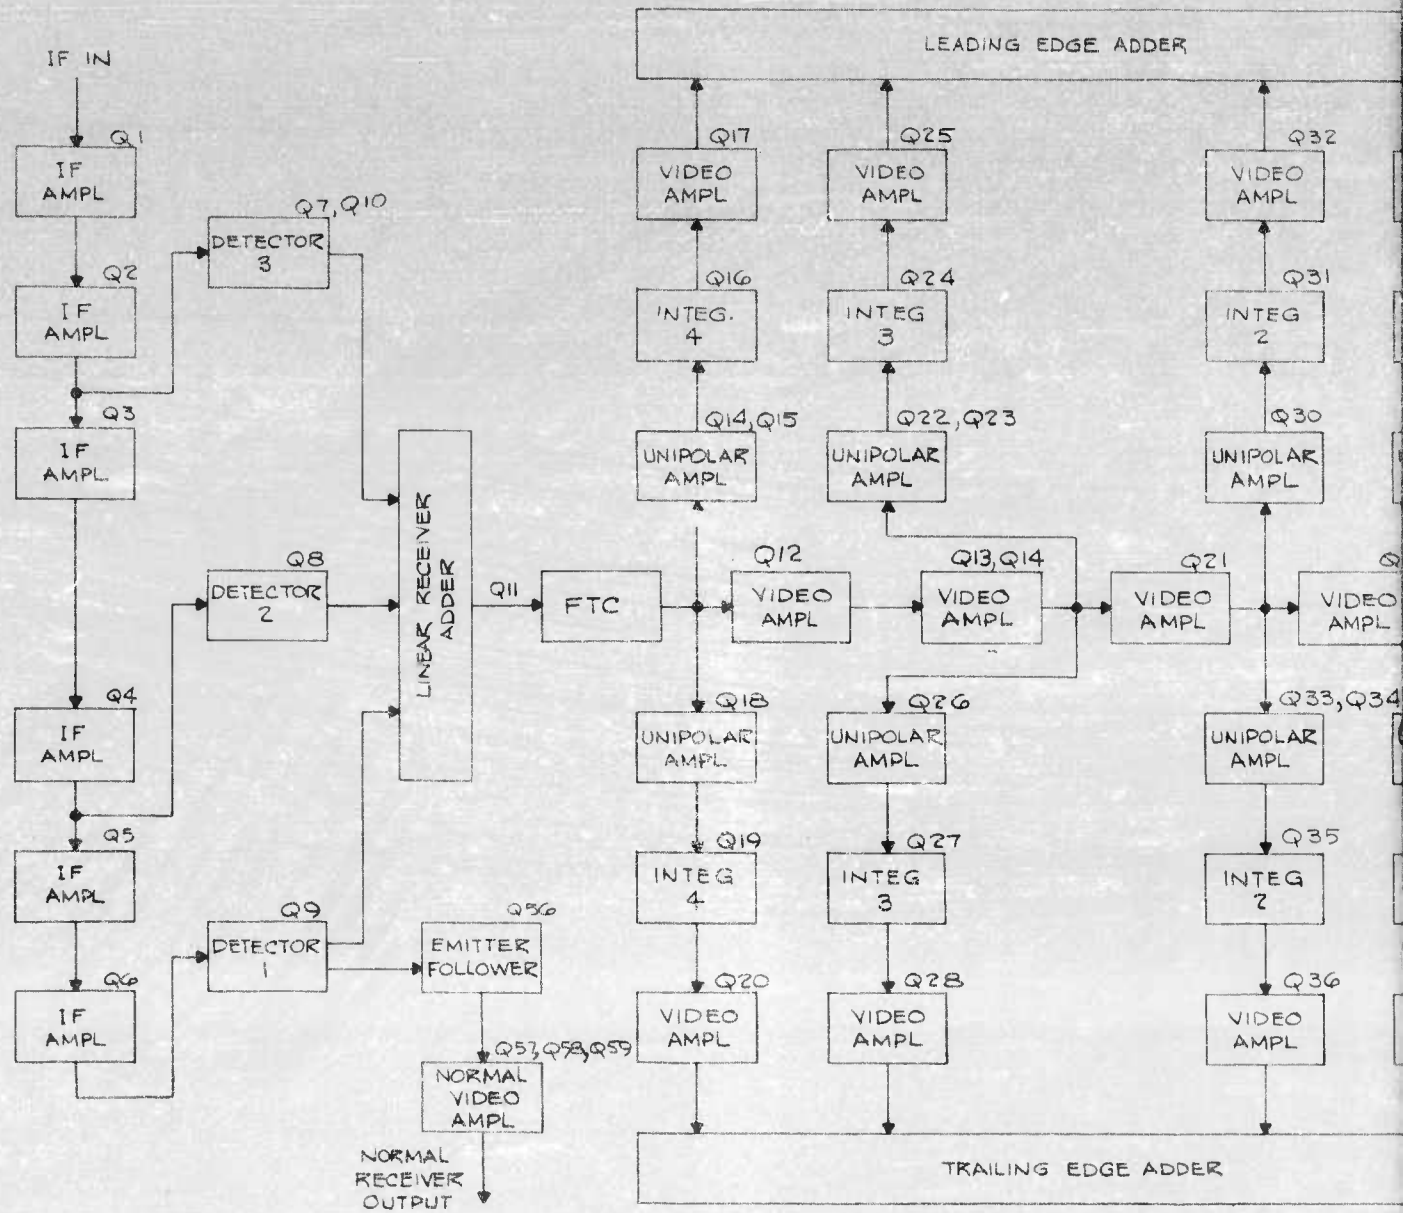 IF IN
Q1
IF
AMPL
Q2
IF
AMPL
Q3
IF
AMPL
Q4
IF
AMPL
Q5
IF
AMPL
Q6
IF
AMPL
Q7, Q10
DETECTOR
3
Q8
DETECTOR
2
Q9
DETECTOR
1
LINEAR RECEIVER
ADDER
Q56
EMITTER
FOLLOWER
Q57, Q58, Q59
NORMAL
VIDEO
AMPL
NORMAL
RECEIVER
OUTPUT
Q11
FTC
LEADING EDGE ADDER
Q17
VIDEO
AMPL
Q16
INTEG.
4
Q14, Q15
UNIPOLAR
AMPL
Q25
VIDEO
AMPL
Q24
INTEG
3
Q22, Q23
UNIPOLAR
AMPL
Q32
VIDEO
AMPL
Q31
INTEG
2
Q30
UNIPOLAR
AMPL
Q12
VIDEO
AMPL
Q13, Q14
VIDEO
AMPL
Q21
VIDEO
AMPL
Q
VIDEO
AMPL
Q18
UNIPOLAR
AMPL
Q19
INTEG
4
Q20
VIDEO
AMPL
Q26
UNIPOLAR
AMPL
Q27
INTEG
3
Q28
VIDEO
AMPL
Q33, Q34
UNIPOLAR
AMPL
Q35
INTEG
2
Q36
VIDEO
AMPL
TRAILING EDGE ADDER